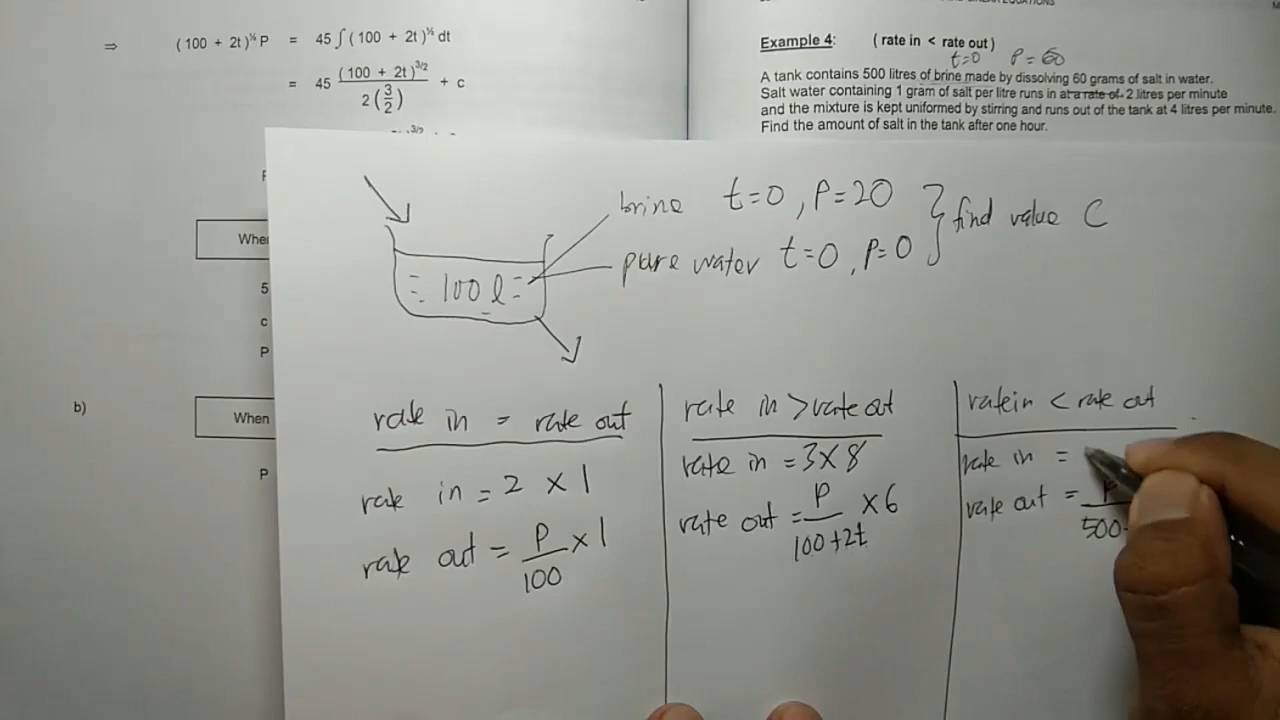 ⇒ (100 + 2t)^½ P = 45 ∫ (100 + 2t)^½ dt
= 45 (100 + 2t)^3/2 / 2(3/2) + c
When
5
c
P
b)
When
P
Example 4: (rate in < rate out)
t=0 P=60
A tank contains 500 litres of brine made by dissolving 60 grams of salt in water.
Salt water containing 1 gram of salt per litre runs in at a rate of 2 litres per minute
and the mixture is kept uniformed by stirring and runs out of the tank at 4 litres per minute.
Find the amount of salt in the tank after one hour.
brine t=0, P=20
pure water t=0, P=0
} find value C
= 100 l =
rate in = rate out
rate in = 2 × 1
rate out = P/100 × 1
rate in > rate out
rate in = 3 × 8
rate out = P/100+2t × 6
rate in < rate out
rate in =
rate out = P/500-